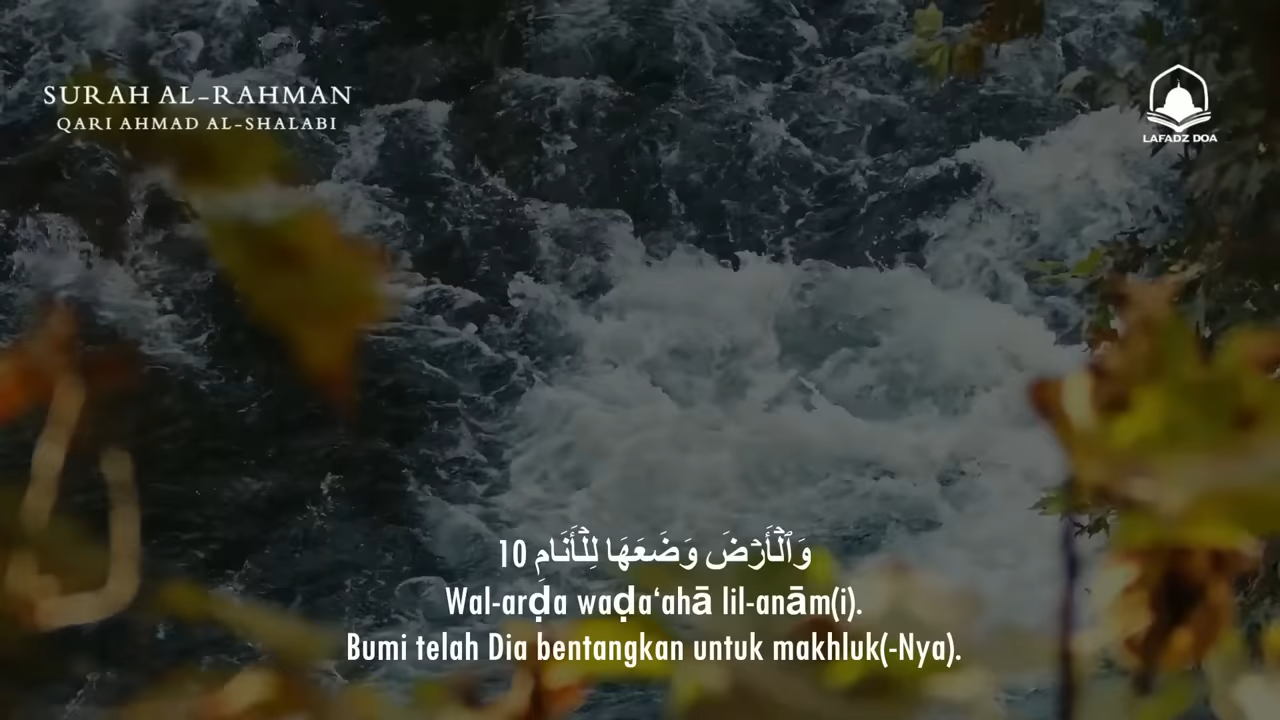 SURAH AL-RAHMAN
QARI AHMAD AL-SHALABI
LAFADZ DOA
وَٱلْأَرْضَ وَضَعَهَا لِلْأَنَامِ 10
Wal-arḍa waḍa‘ahā lil-anām(i).
Bumi telah Dia bentangkan untuk makhluk(-Nya).